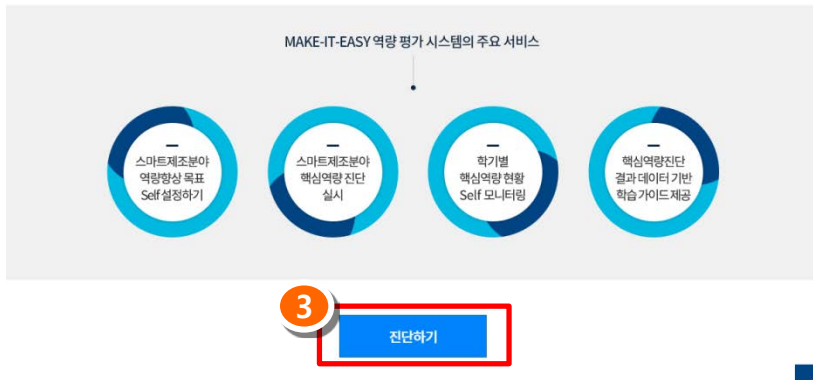 MAKE-IT-EASY 역량 평가 시스템의 주요 서비스
스마트제조분야
역량향상 목표
Self 설정하기
스마트제조분야
핵심역량 진단
실시
학기별
핵심역량 현황
Self 모니터링
핵심역량진단
결과 데이터 기반
학습 가이드 제공
3
진단하기